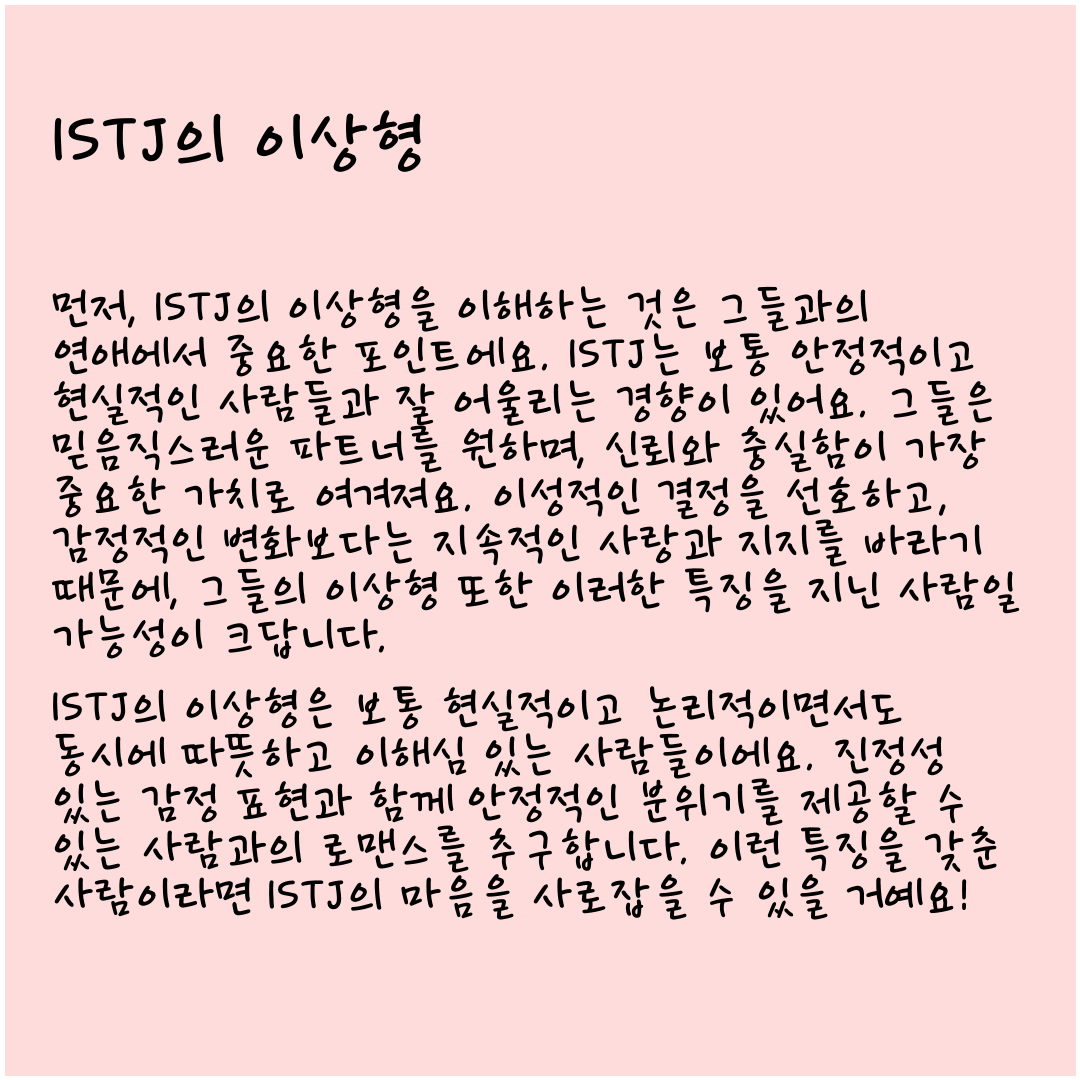 ISTJ의 이상형
먼저, ISTJ의 이상형을 이해하는 것은 그들과의
연애에서 중요한 포인트에요. ISTJ는 보통 안정적이고
현실적인 사람들과 잘 어울리는 경향이 있어요. 그들은
믿음직스러운 파트너를 원하며, 신뢰와 충실함이 가장
중요한 가치로 여겨져요. 이성적인 결정을 선호하고,
감정적인 변화보다는 지속적인 사랑과 지지를 바라기
때문에, 그들의 이상형 또한 이러한 특징을 지닌 사람일
가능성이 크답니다.
ISTJ의 이상형은 보통 현실적이고 논리적이면서도
동시에 따뜻하고 이해심 있는 사람들이에요. 진정성
있는 감정 표현과 함께 안정적인 분위기를 제공할 수
있는 사람과의 로맨스를 추구합니다. 이런 특징을 갖춘
사람이라면 ISTJ의 마음을 사로잡을 수 있을 거예요!